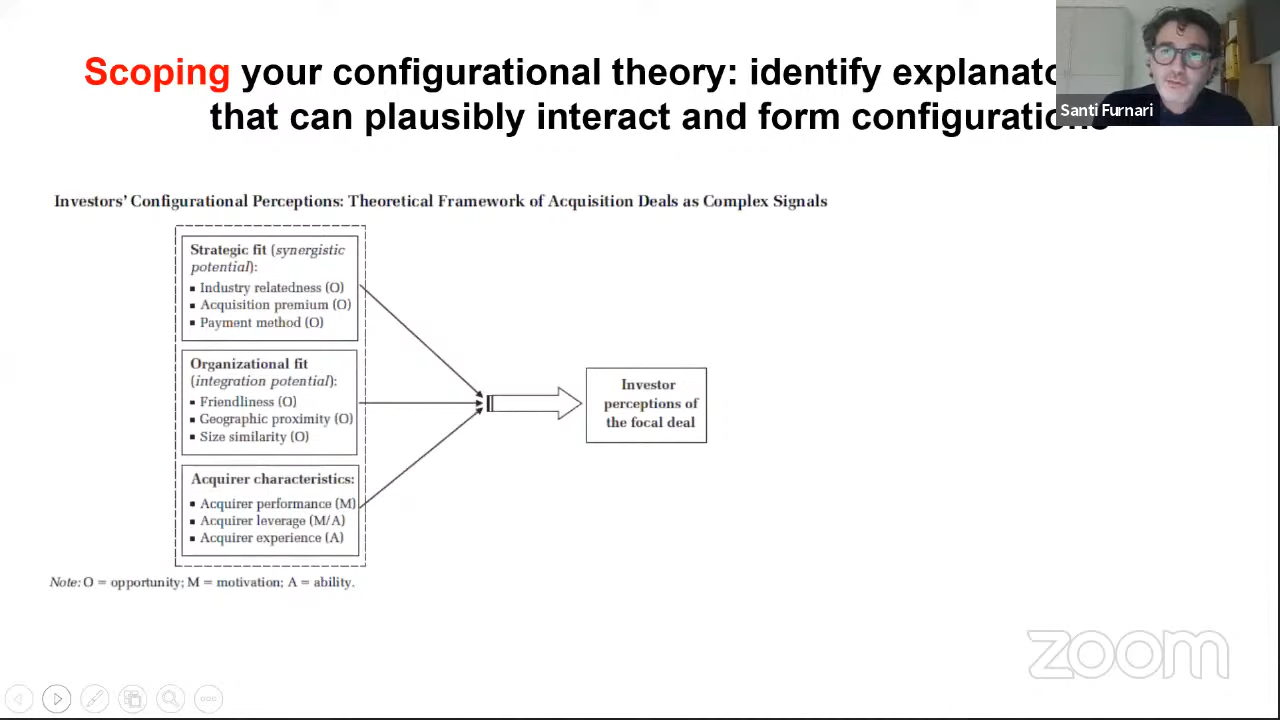 Scoping your configurational theory: identify
that can plausibly interact and form configurations
Santi Furnari
Investors' Configurational Perceptions: Theoretical Framework of Acquisition Deals as Complex Signals
Strategic fit (synergistic
potential):
▪ Industry relatedness (O)
▪ Acquisition premium (O)
▪ Payment method (O)
Organizational fit
(integration potential):
▪ Friendliness (O)
▪ Geographic proximity (O)
▪ Size similarity (O)
Acquirer characteristics:
▪ Acquirer performance (M)
▪ Acquirer leverage (M/A)
▪ Acquirer experience (A)
Investor
perceptions of
the focal deal
Note: O = opportunity; M = motivation; A = ability.
zoom